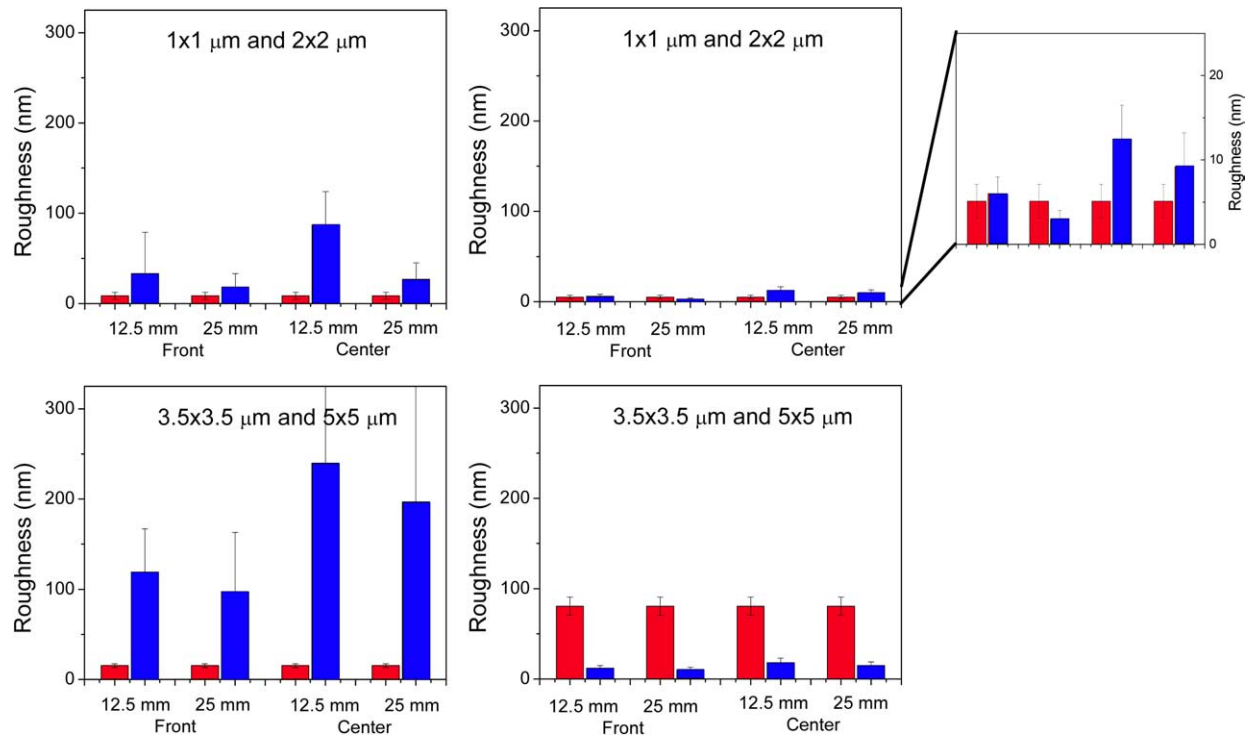 1x1 μm and 2x2 μm
Roughness (nm)
300
200
100
0
12.5 mm 25 mm 12.5 mm 25 mm
Front Center
1x1 μm and 2x2 μm
Roughness (nm)
300
200
100
0
12.5 mm 25 mm 12.5 mm 25 mm
Front Center
20
10
0
Roughness (nm)
3.5x3.5 μm and 5x5 μm
Roughness (nm)
300
200
100
0
12.5 mm 25 mm 12.5 mm 25 mm
Front Center
3.5x3.5 μm and 5x5 μm
Roughness (nm)
300
200
100
0
12.5 mm 25 mm 12.5 mm 25 mm
Front Center